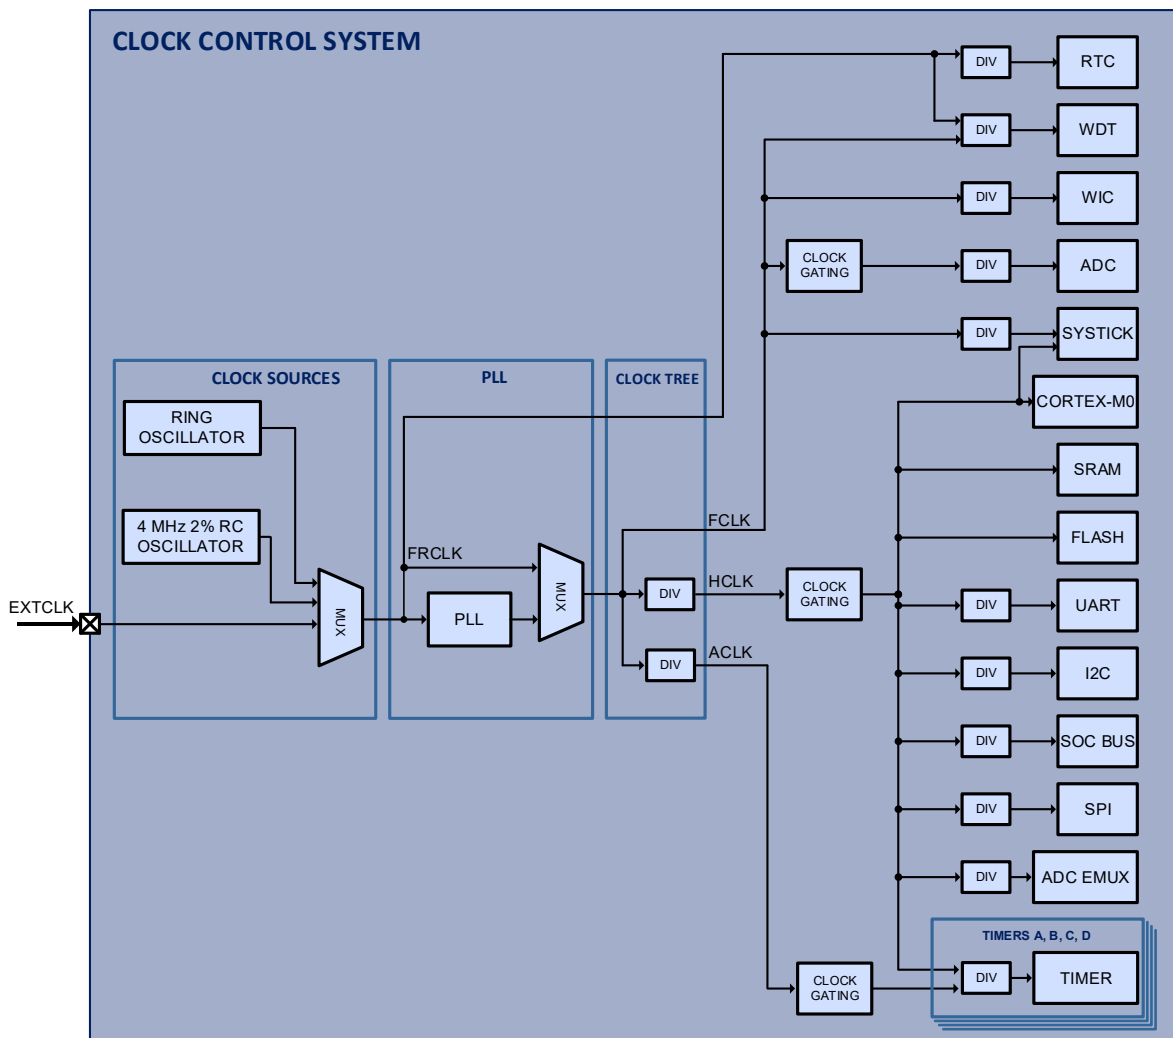 CLOCK CONTROL SYSTEM
DIV
RTC
DIV
WDT
DIV
WIC
CLOCK
GATING
DIV
ADC
DIV
SYSTICK
CORTEX-M0
SRAM
FLASH
CLOCK SOURCES
RING
OSCILLATOR
4 MHz 2% RC
OSCILLATOR
EXTCLK
MUX
PLL
FRCLK
PLL
MUX
CLOCK TREE
FCLK
DIV
HCLK
DIV
ACLK
CLOCK
GATING
DIV
UART
DIV
I2C
DIV
SOC BUS
DIV
SPI
DIV
ADC EMUX
TIMERS A, B, C, D
CLOCK
GATING
DIV
TIMER